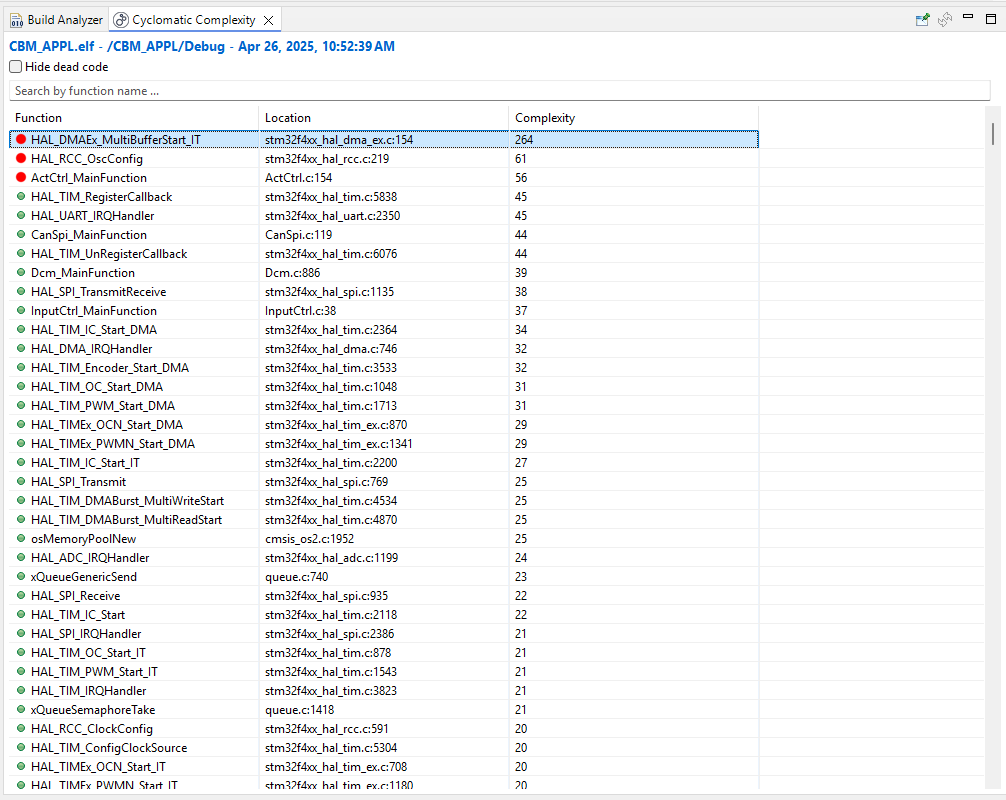 Build Analyzer Cyclomatic Complexity
CBM_APPL.elf - /CBM_APPL/Debug - Apr 26, 2025, 10:52:39 AM
Hide dead code
Search by function name ...
Function Location Complexity
HAL_DMAEx_MultiBufferStart_IT stm32f4xx_hal_dma_ex.c:154 264
HAL_RCC_OscConfig stm32f4xx_hal_rcc.c:219 61
ActCtrl_MainFunction ActCtrl.c:154 56
HAL_TIM_RegisterCallback stm32f4xx_hal_tim.c:5838 45
HAL_UART_IRQHandler stm32f4xx_hal_uart.c:2350 45
CanSpi_MainFunction CanSpi.c:119 44
HAL_TIM_UnRegisterCallback stm32f4xx_hal_tim.c:6076 44
Dcm_MainFunction Dcm.c:886 39
HAL_SPI_TransmitReceive stm32f4xx_hal_spi.c:1135 38
InputCtrl_MainFunction InputCtrl.c:38 37
HAL_TIM_IC_Start_DMA stm32f4xx_hal_tim.c:2364 34
HAL_DMA_IRQHandler stm32f4xx_hal_dma.c:746 32
HAL_TIM_Encoder_Start_DMA stm32f4xx_hal_tim.c:3533 32
HAL_TIM_OC_Start_DMA stm32f4xx_hal_tim.c:1048 31
HAL_TIM_PWM_Start_DMA stm32f4xx_hal_tim.c:1713 31
HAL_TIMEx_OCN_Start_DMA stm32f4xx_hal_tim_ex.c:870 29
HAL_TIMEx_PWMN_Start_DMA stm32f4xx_hal_tim_ex.c:1341 29
HAL_TIM_IC_Start_IT stm32f4xx_hal_tim.c:2200 27
HAL_SPI_Transmit stm32f4xx_hal_spi.c:769 25
HAL_TIM_DMABurst_MultiWriteStart stm32f4xx_hal_tim.c:4534 25
HAL_TIM_DMABurst_MultiReadStart stm32f4xx_hal_tim.c:4870 25
osMemoryPoolNew cmsis_os2.c:1952 25
HAL_ADC_IRQHandler stm32f4xx_hal_adc.c:1199 24
xQueueGenericSend queue.c:740 23
HAL_SPI_Receive stm32f4xx_hal_spi.c:935 22
HAL_TIM_IC_Start stm32f4xx_hal_tim.c:2118 22
HAL_SPI_IRQHandler stm32f4xx_hal_spi.c:2386 21
HAL_TIM_OC_Start_IT stm32f4xx_hal_tim.c:878 21
HAL_TIM_PWM_Start_IT stm32f4xx_hal_tim.c:1543 21
HAL_TIM_IRQHandler stm32f4xx_hal_tim.c:3823 21
xQueueSemaphoreTake queue.c:1418 21
HAL_RCC_ClockConfig stm32f4xx_hal_rcc.c:591 20
HAL_TIM_ConfigClockSource stm32f4xx_hal_tim.c:5304 20
HAL_TIMEx_OCN_Start_IT stm32f4xx_hal_tim_ex.c:708 20
HAL_TIMEx_PWMN_Start_IT stm32f4xx_hal_tim_ex.c:1180 20